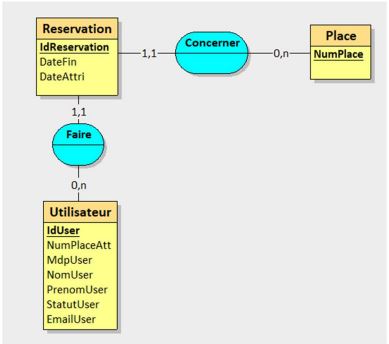 Reservation
IdReservation
DateFin
DateAttri
1,1
Concerner
0,n
Place
NumPlace
1,1
Faire
0,n
Utilisateur
IdUser
NumPlaceAtt
MdpUser
NomUser
PrenomUser
StatutUser
EmailUser